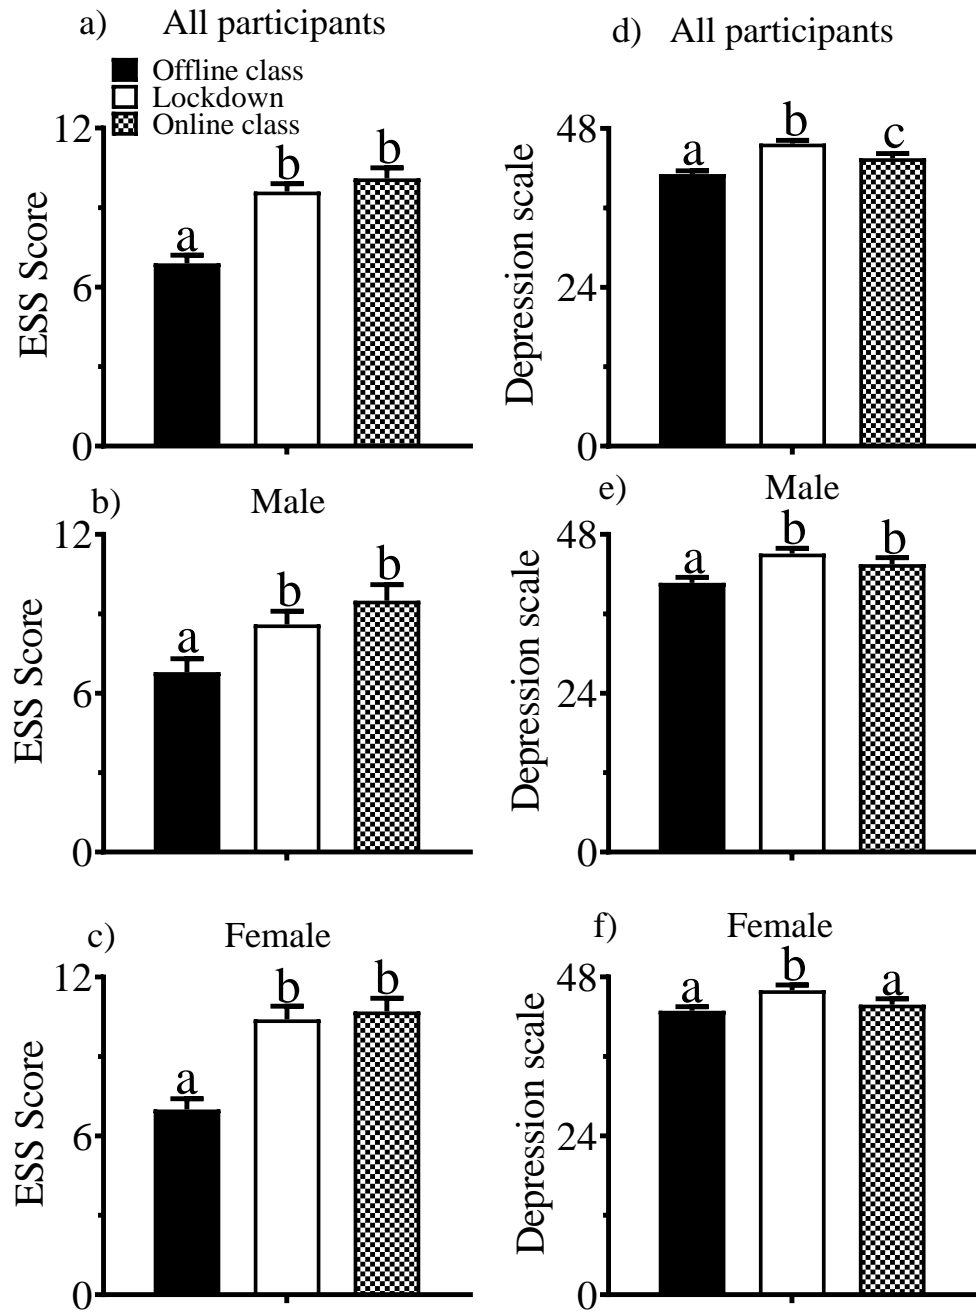 a) All participants
Offline class
Lockdown
Online class
12
6
0
ESS Score
a
b
b
d) All participants
48
24
0
Depression scale
a
b
c
b) Male
12
6
0
ESS Score
a
b
b
e) Male
48
24
0
Depression scale
a
b
b
c) Female
12
6
0
ESS Score
a
b
b
f) Female
48
24
0
Depression scale
a
b
a